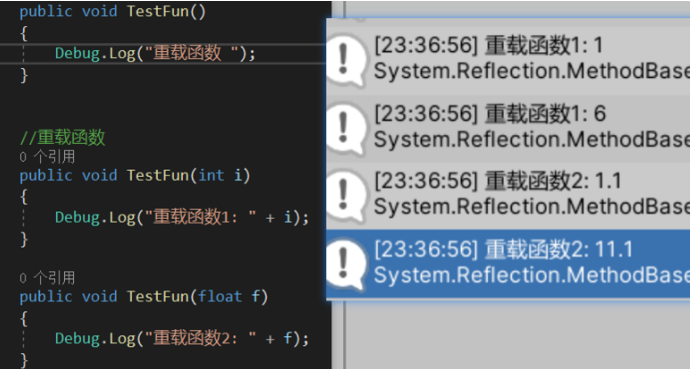 public void TestFun()
{
Debug.Log("重载函数 ");
}
//重载函数
0 个引用
public void TestFun(int i)
{
Debug.Log("重载函数1: " + i);
}
0 个引用
public void TestFun(float f)
{
Debug.Log("重载函数2: " + f);
}
[23:36:56] 重载函数1: 1
System.Reflection.MethodBase
[23:36:56] 重载函数1: 6
System.Reflection.MethodBase
[23:36:56] 重载函数2: 1.1
System.Reflection.MethodBase
[23:36:56] 重载函数2: 11.1
System.Reflection.MethodBase